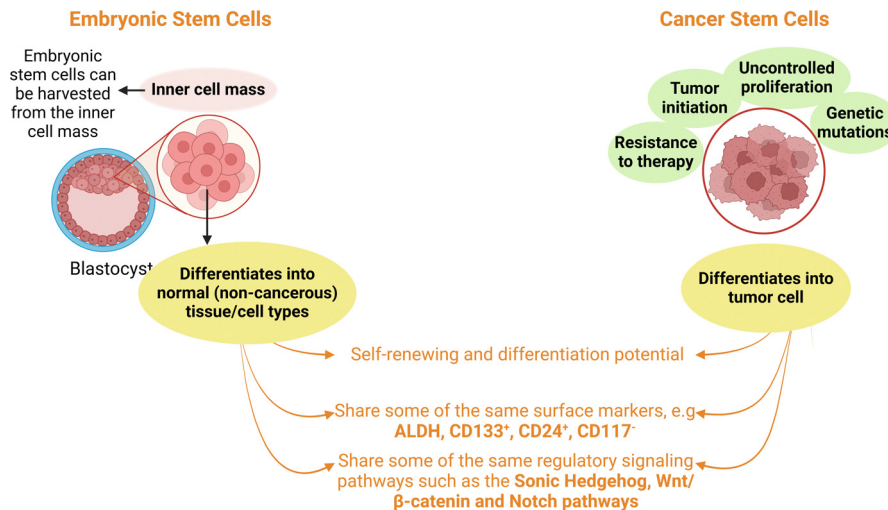 Embryonic Stem Cells
Cancer Stem Cells
Embryonic
stem cells can
be harvested
from the inner
cell mass
Inner cell mass
Blastocyst
Differentiates into
normal (non-cancerous)
tissue/cell types
Resistance
to therapy
Tumor
initiation
Uncontrolled
proliferation
Genetic
mutations
Differentiates into
tumor cell
Self-renewing and differentiation potential
Share some of the same surface markers, e.g
ALDH, CD133⁺, CD24⁺, CD117⁻
Share some of the same regulatory signaling
pathways such as the Sonic Hedgehog, Wnt/
β-catenin and Notch pathways